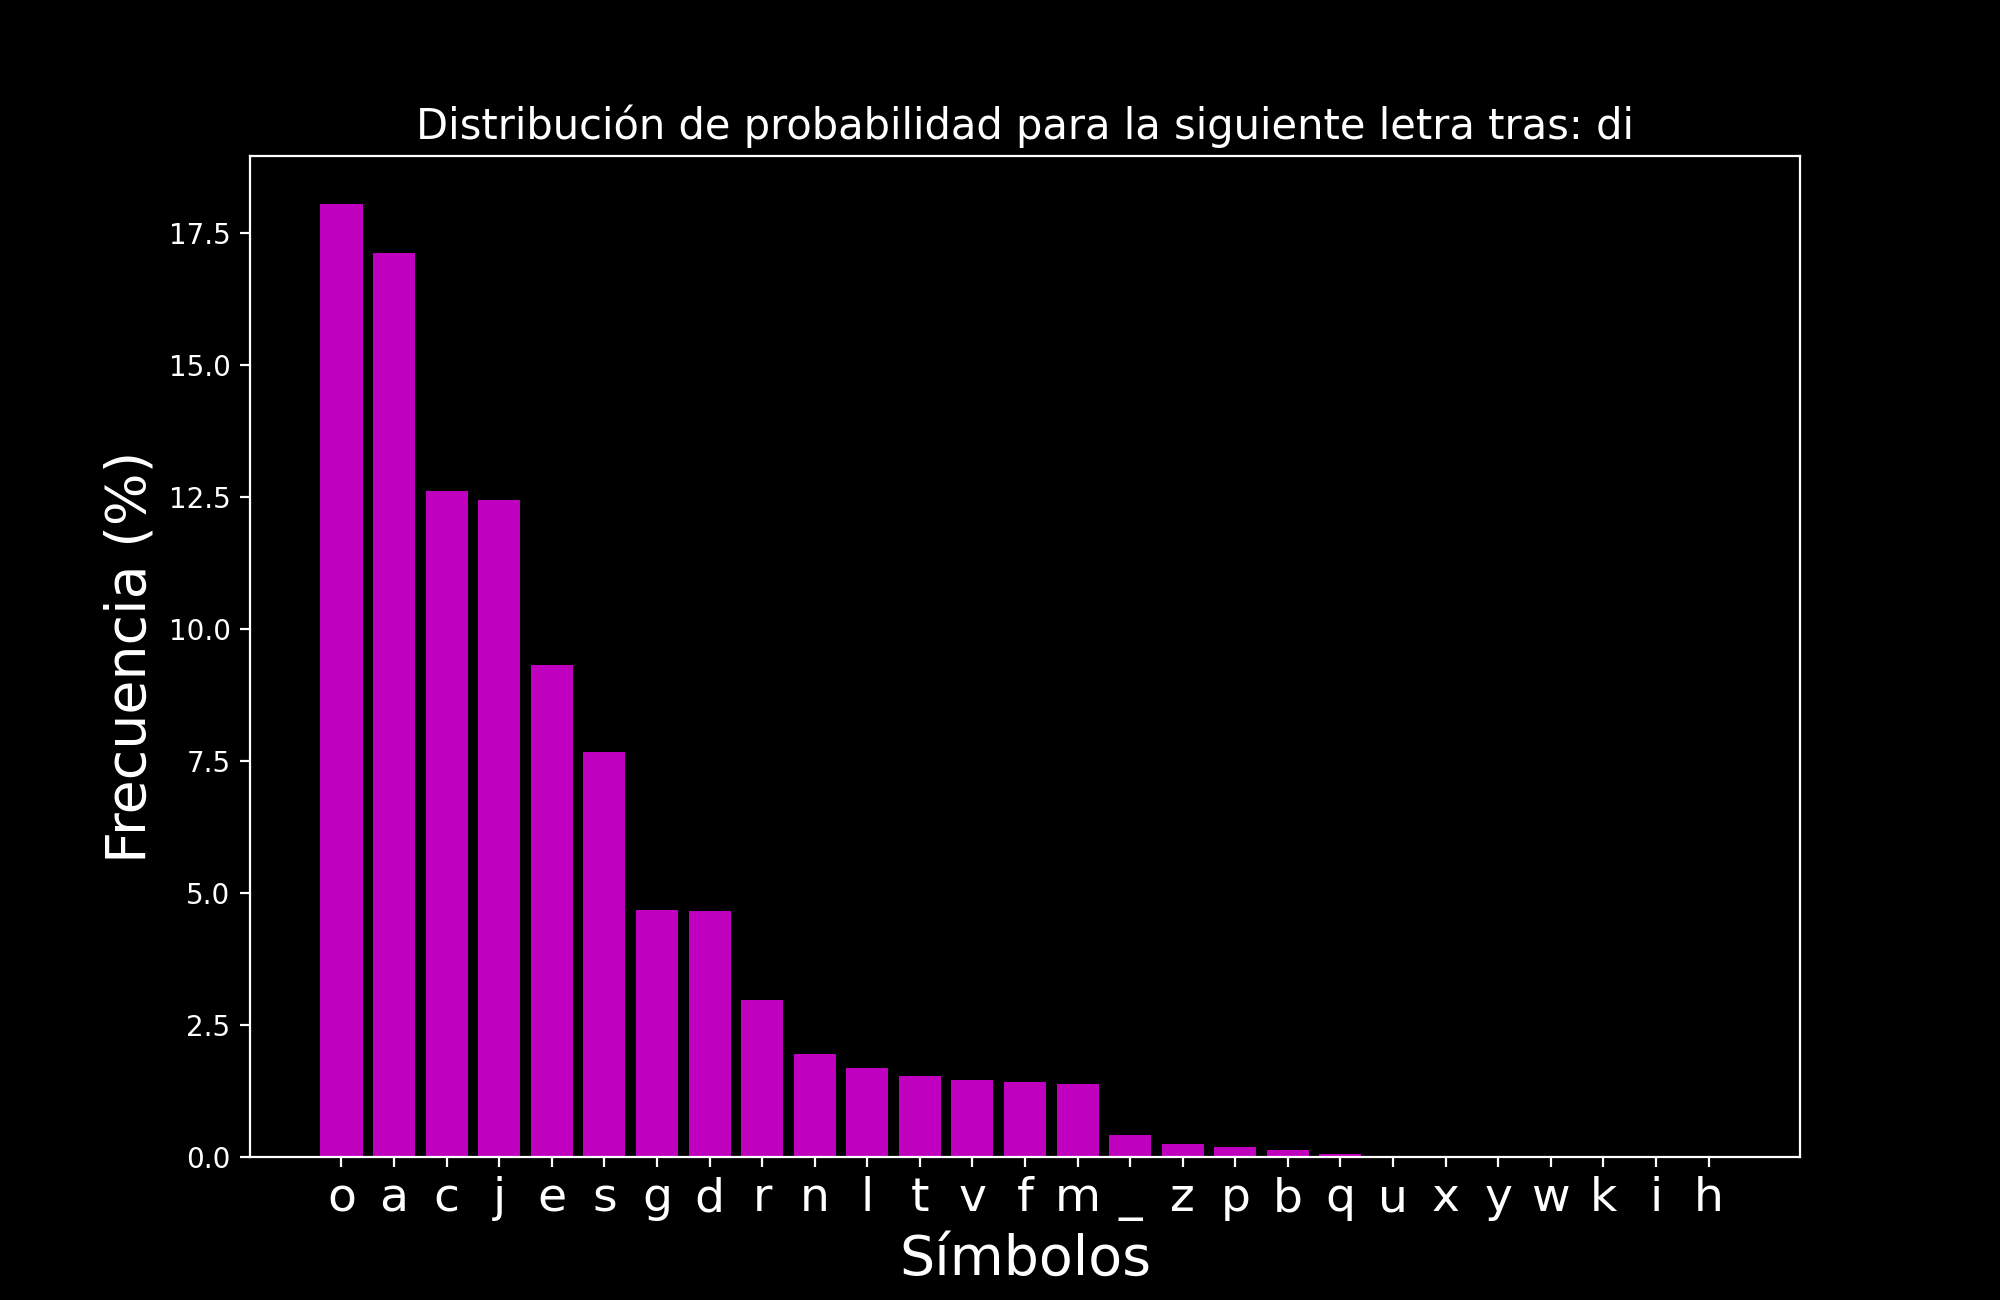 Distribución de probabilidad para la siguiente letra tras: di
Frecuencia (%)
17.5
15.0
12.5
10.0
7.5
5.0
2.5
0.0
o a c j e s g d r n l t v f m _ z p b q u x y w k i h
Símbolos